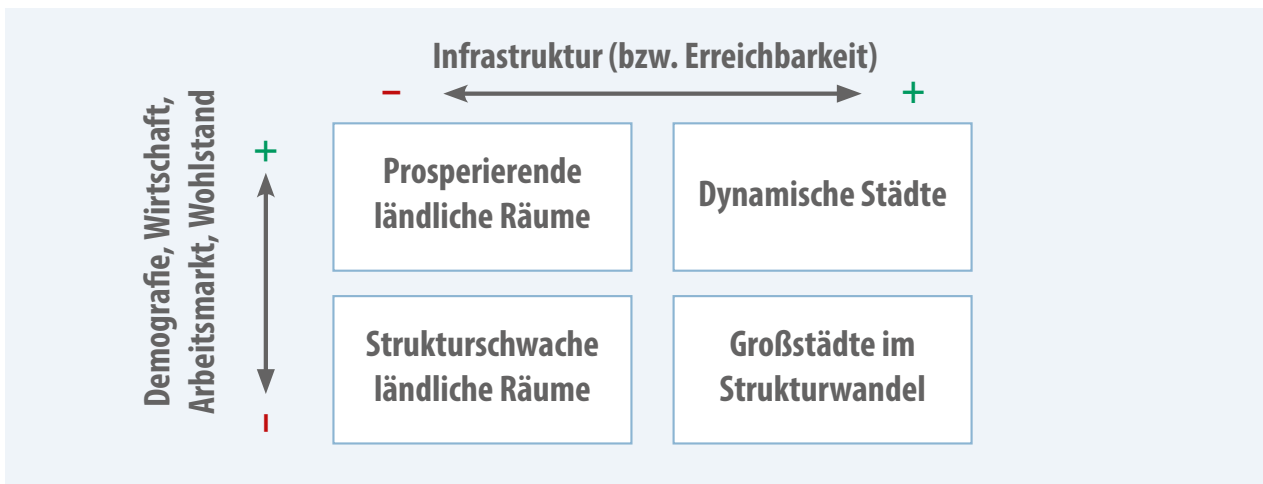 Infrastruktur (bzw. Erreichbarkeit)
– +
Demografie, Wirtschaft,
Arbeitsmarkt, Wohlstand
+
–
Prosperierende
ländliche Räume
Dynamische Städte
Strukturschwache
ländliche Räume
Großstädte im
Strukturwandel